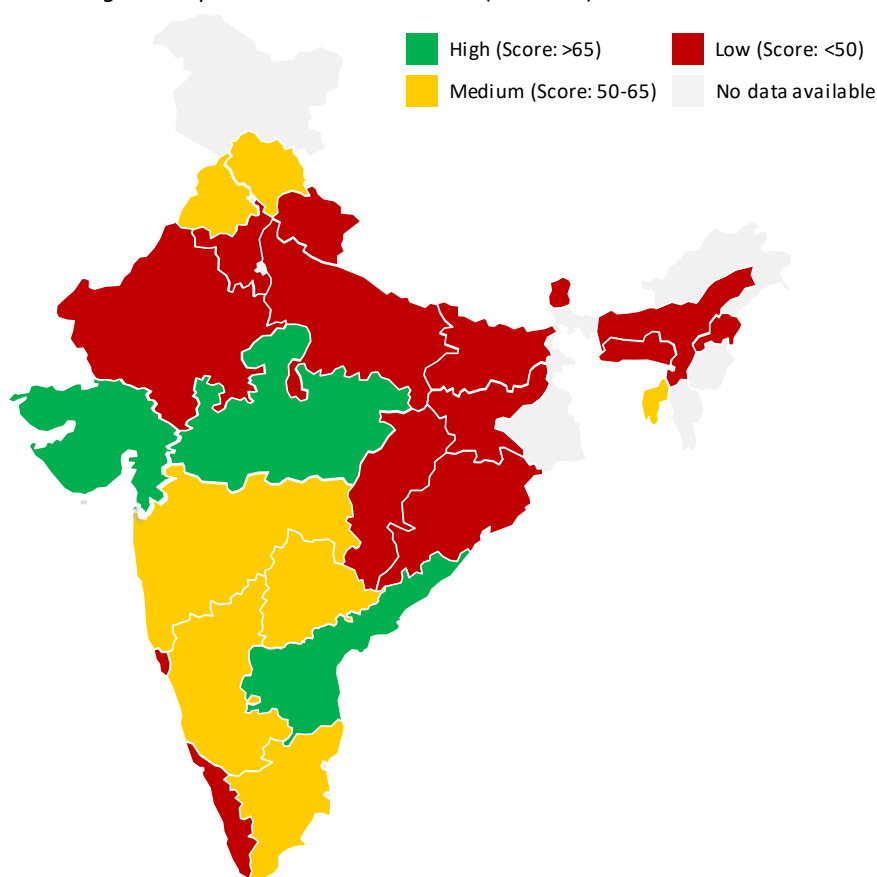 High (Score: >65)
Low (Score: <50)
Medium (Score: 50-65)
No data available